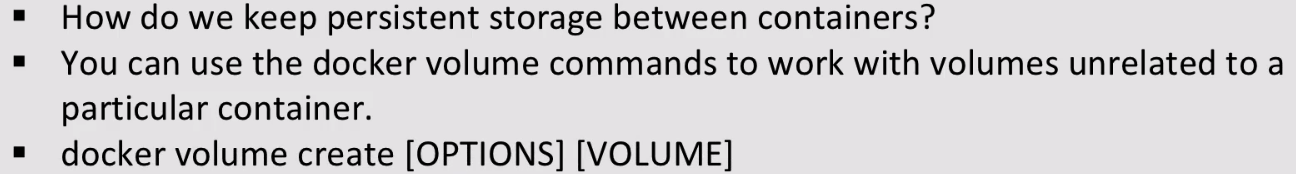 ▪ How do we keep persistent storage between containers?
▪ You can use the docker volume commands to work with volumes unrelated to a
particular container.
▪ docker volume create [OPTIONS] [VOLUME]